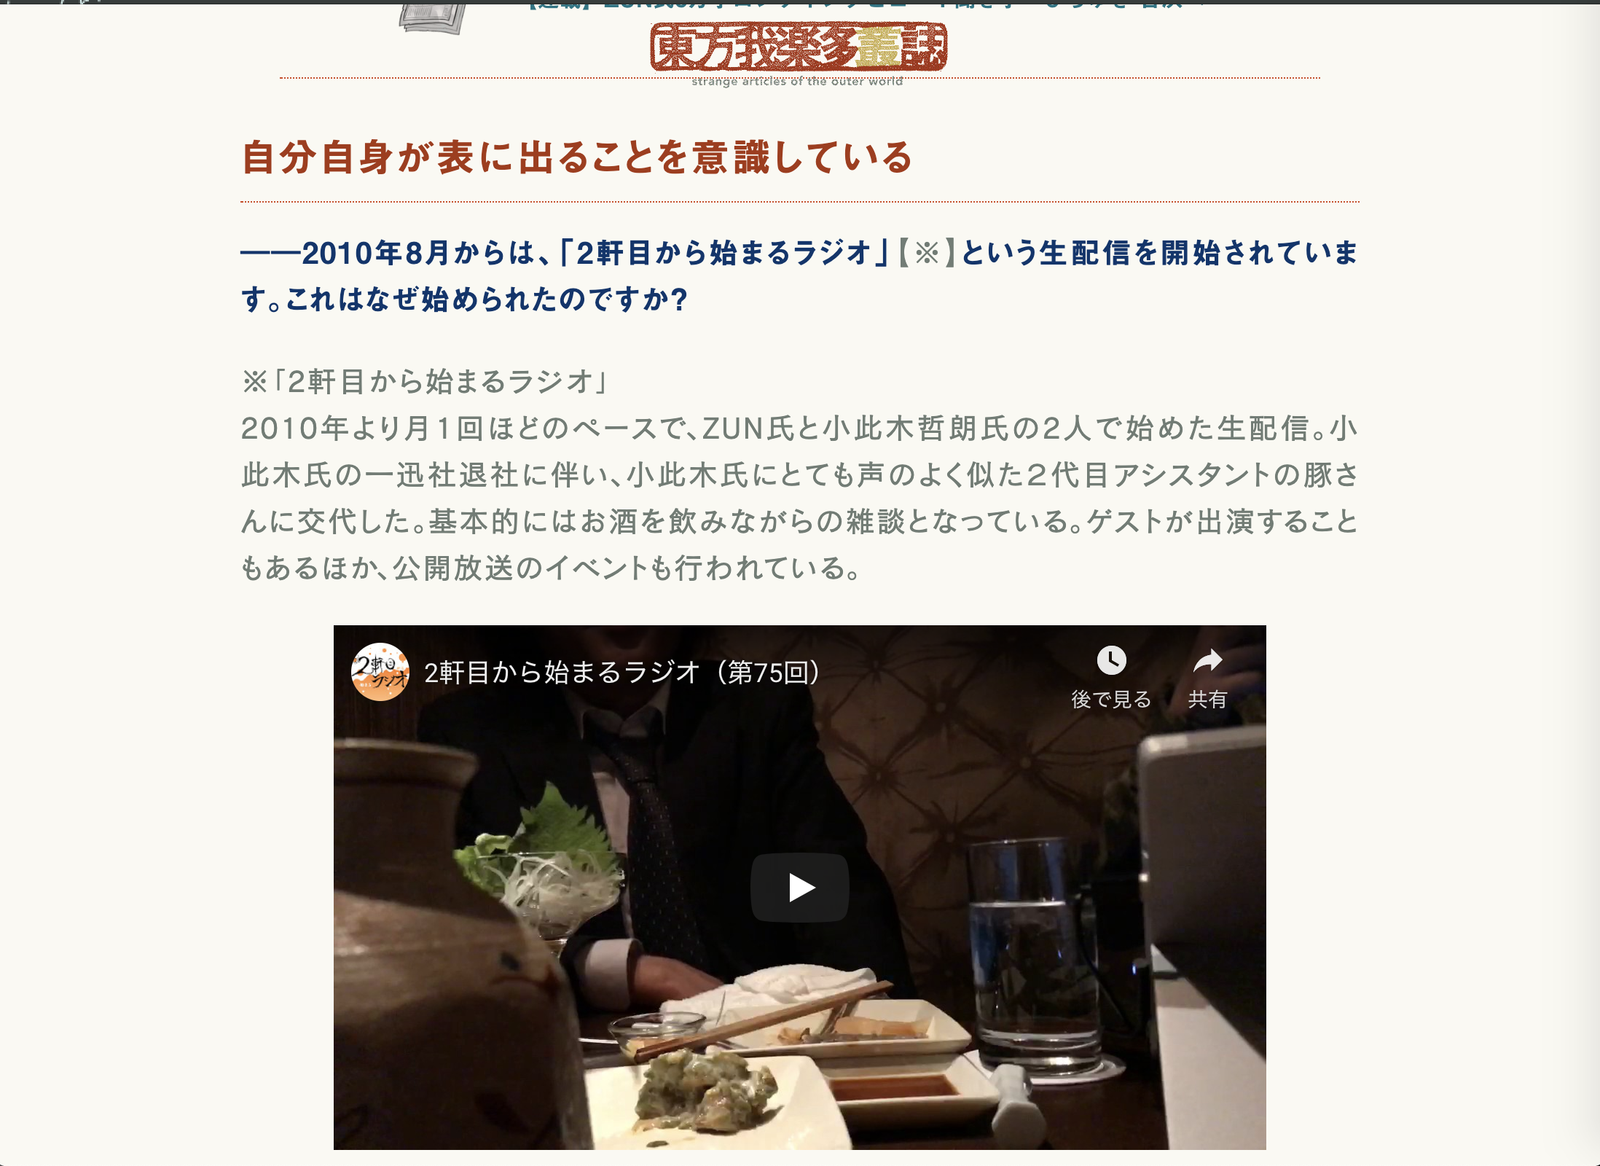 東方我楽多叢誌
strange articles of the outer world
自分自身が表に出ることを意識している
――2010年8月からは、「2軒目から始まるラジオ」【※】という生配信を開始されていま
す。これはなぜ始められたのですか?
※「2軒目から始まるラジオ」
2010年より月1回ほどのペースで、ZUN氏と小此木哲朗氏の2人で始めた生配信。小
此木氏の一迅社退社に伴い、小此木氏にとても声のよく似た2代目アシスタントの豚さ
んに交代した。基本的にはお酒を飲みながらの雑談となっている。ゲストが出演すること
もあるほか、公開放送のイベントも行われている。
2軒目
ラジオ
2軒目から始まるラジオ（第75回）
後で見る
共有